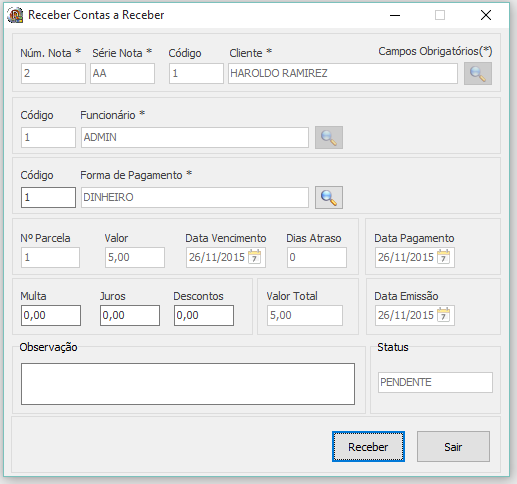 Receber Contas a Receber
Campos Obrigatórios(*)
Núm. Nota * Série Nota * Código Cliente *
2 AA 1 HAROLDO RAMIREZ
Código Funcionário *
1 ADMIN
Código Forma de Pagamento *
1 DINHEIRO
Nº Parcela Valor Data Vencimento Dias Atraso Data Pagamento
1 5,00 26/11/2015 7 0 26/11/2015 7
Multa Juros Descontos Valor Total Data Emissão
0,00 0,00 0,00 5,00 26/11/2015 7
Observação Status
PENDENTE
Receber Sair